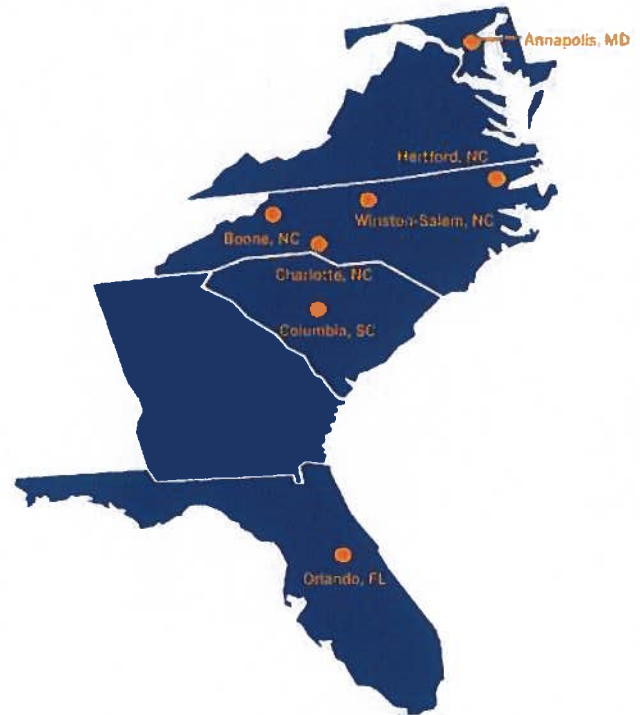 Annapolis, MD
Hertford, NC
Winston-Salem, NC
Boone, NC
Charlotte, NC
Columbia, SC
Orlando, FL